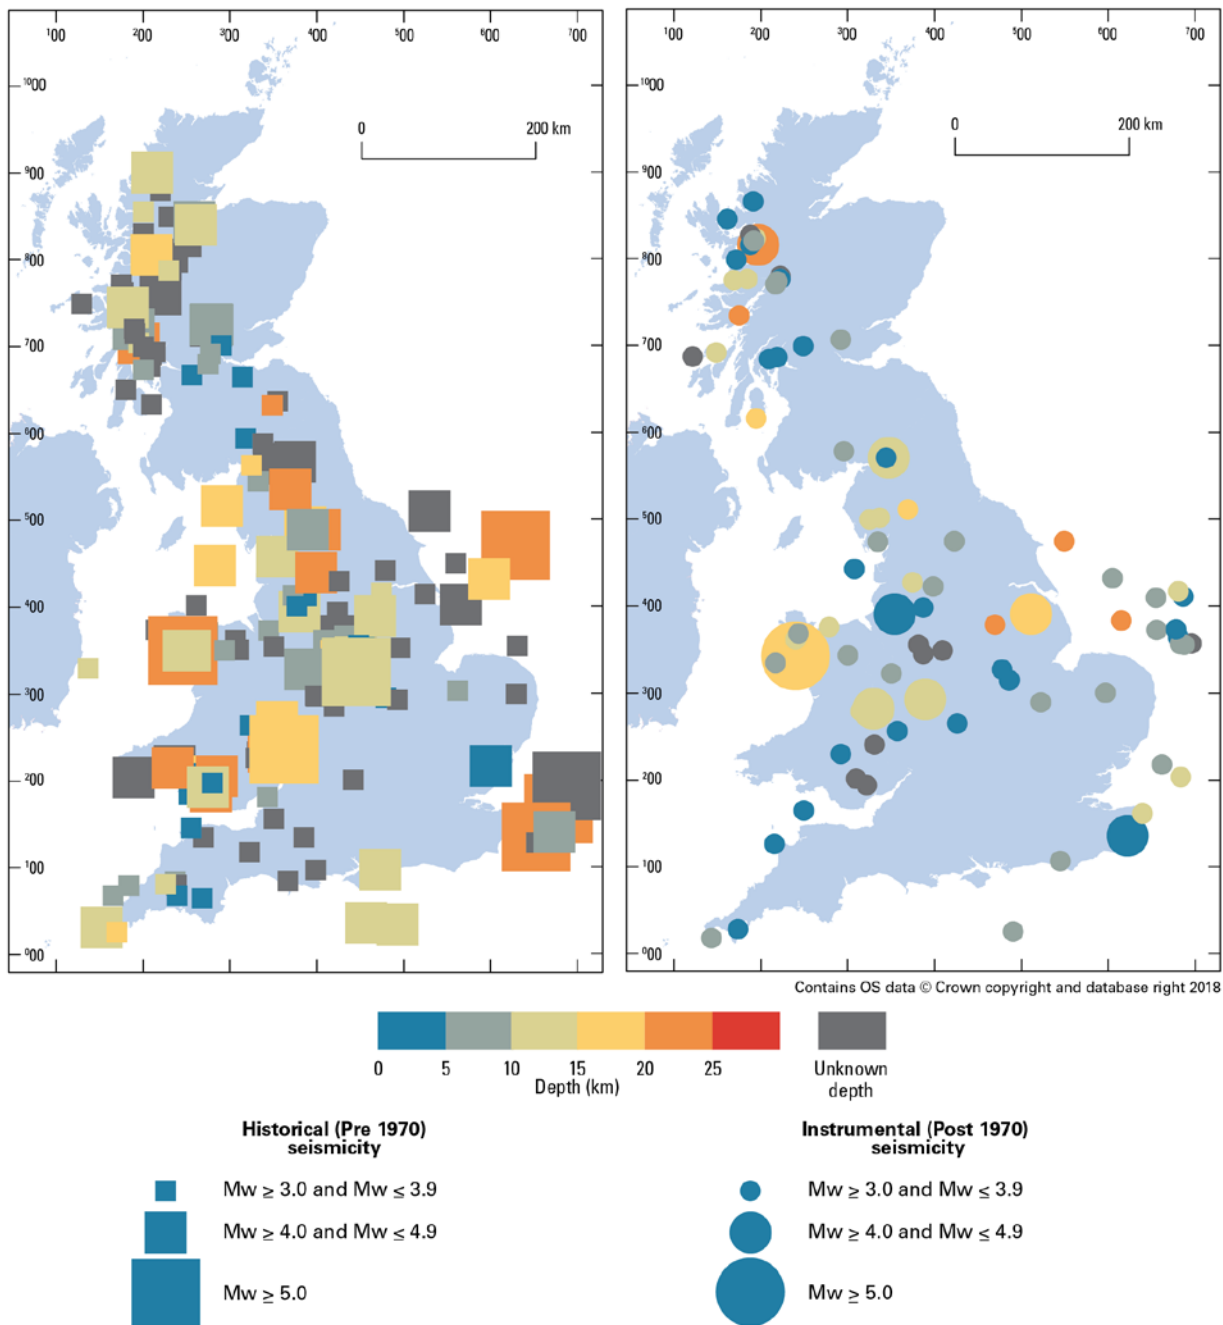 100 200 300 400 500 600 700
100 200 300 400 500 600 700
1000
1000
0 200 km
0 200 km
900
900
800
800
700
700
600
600
500
500
400
400
300
300
200
200
100
100
000
000
Contains OS data © Crown copyright and database right 2018
0 5 10 15 20 25
Depth (km)
Unknown
depth
Historical (Pre 1970)
seismicity
Mw ≥ 3.0 and Mw ≤ 3.9
Mw ≥ 4.0 and Mw ≤ 4.9
Mw ≥ 5.0
Instrumental (Post 1970)
seismicity
Mw ≥ 3.0 and Mw ≤ 3.9
Mw ≥ 4.0 and Mw ≤ 4.9
Mw ≥ 5.0